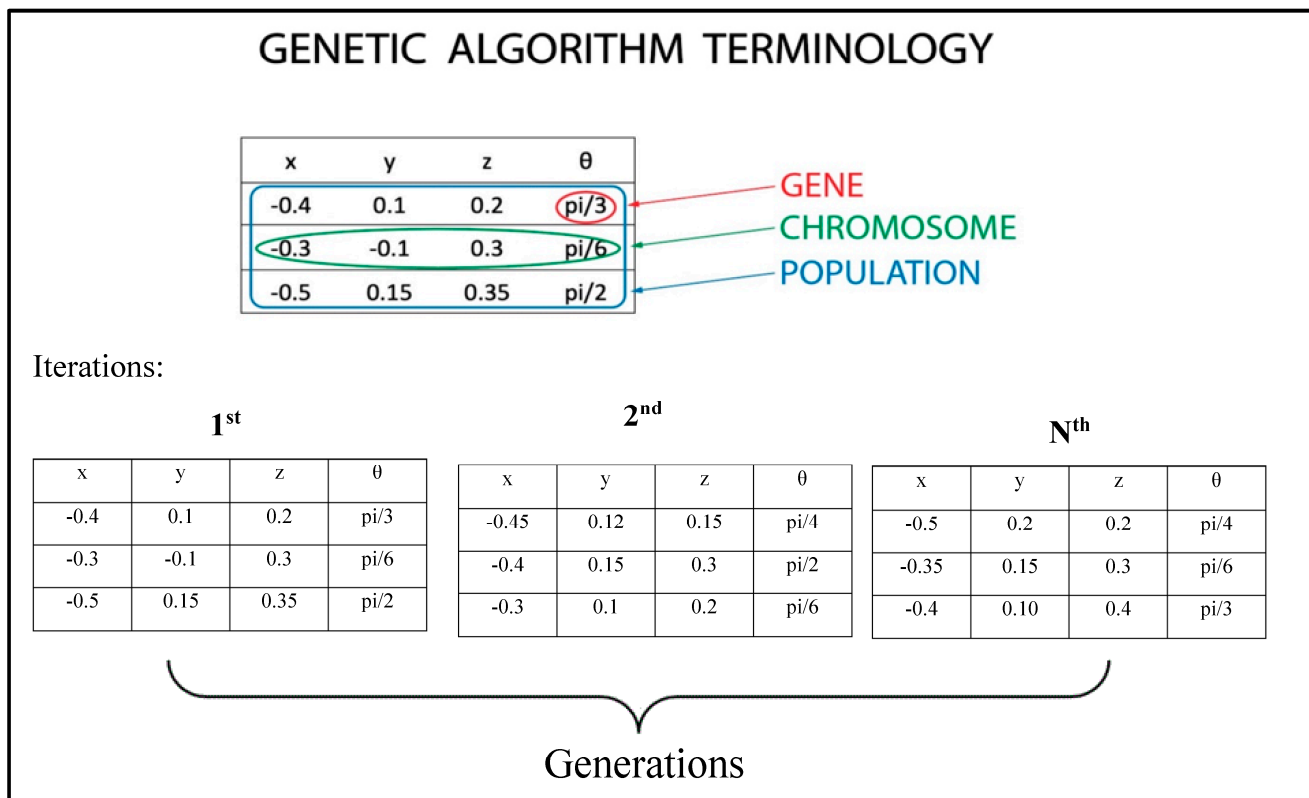 GENETIC ALGORITHM TERMINOLOGY
x y z θ
-0.4 0.1 0.2 pi/3
-0.3 -0.1 0.3 pi/6
-0.5 0.15 0.35 pi/2
GENE
CHROMOSOME
POPULATION
Iterations:
1st
x y z θ
-0.4 0.1 0.2 pi/3
-0.3 -0.1 0.3 pi/6
-0.5 0.15 0.35 pi/2
2nd
x y z θ
-0.45 0.12 0.15 pi/4
-0.4 0.15 0.3 pi/2
-0.3 0.1 0.2 pi/6
Nth
x y z θ
-0.5 0.2 0.2 pi/4
-0.35 0.15 0.3 pi/6
-0.4 0.10 0.4 pi/3
Generations